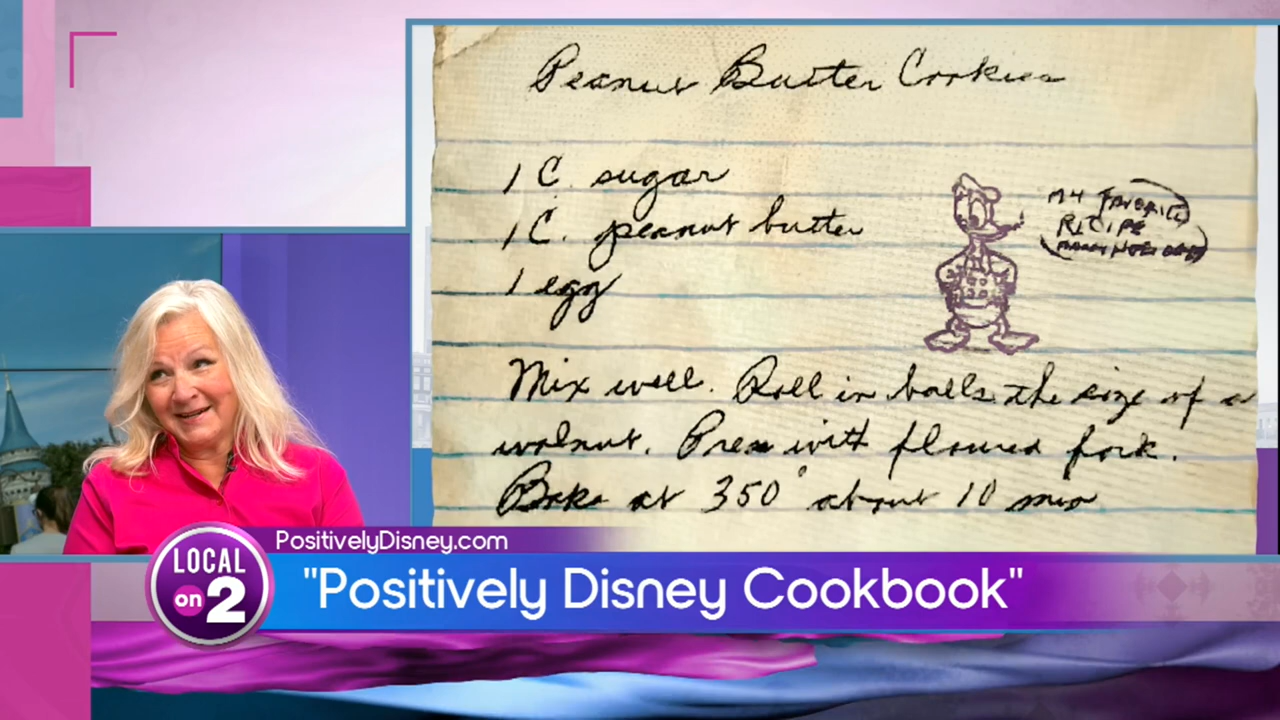 Peanut Butter Cookies
1 C. sugar
1 C. peanut butter
1 egg
MY FAVORITE
RECIPE
Mix well. Roll in balls the size of a
walnut. Press with floured fork.
Bake at 350° about 10 min
PositivelyDisney.com
LOCAL
on 2
"Positively Disney Cookbook"